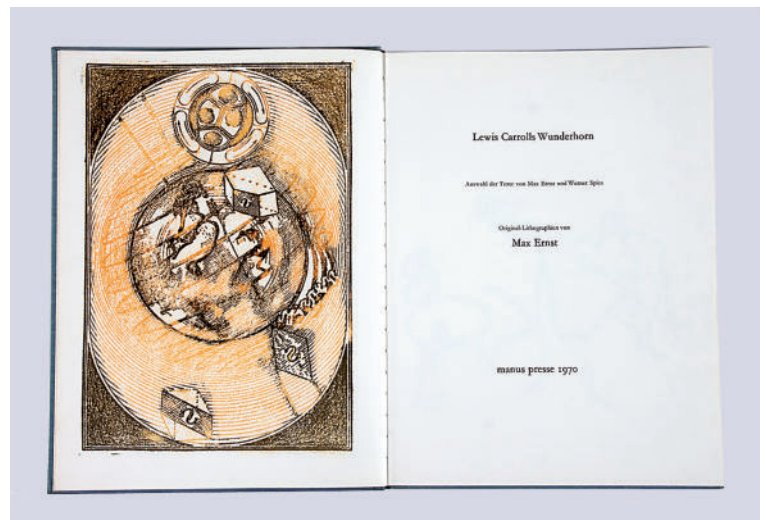 Lewis Carrolls Wunderhorn
Auswahl der Texte von Max Ernst und Werner Spies
Original-Lithographien von
Max Ernst
manus presse 1970